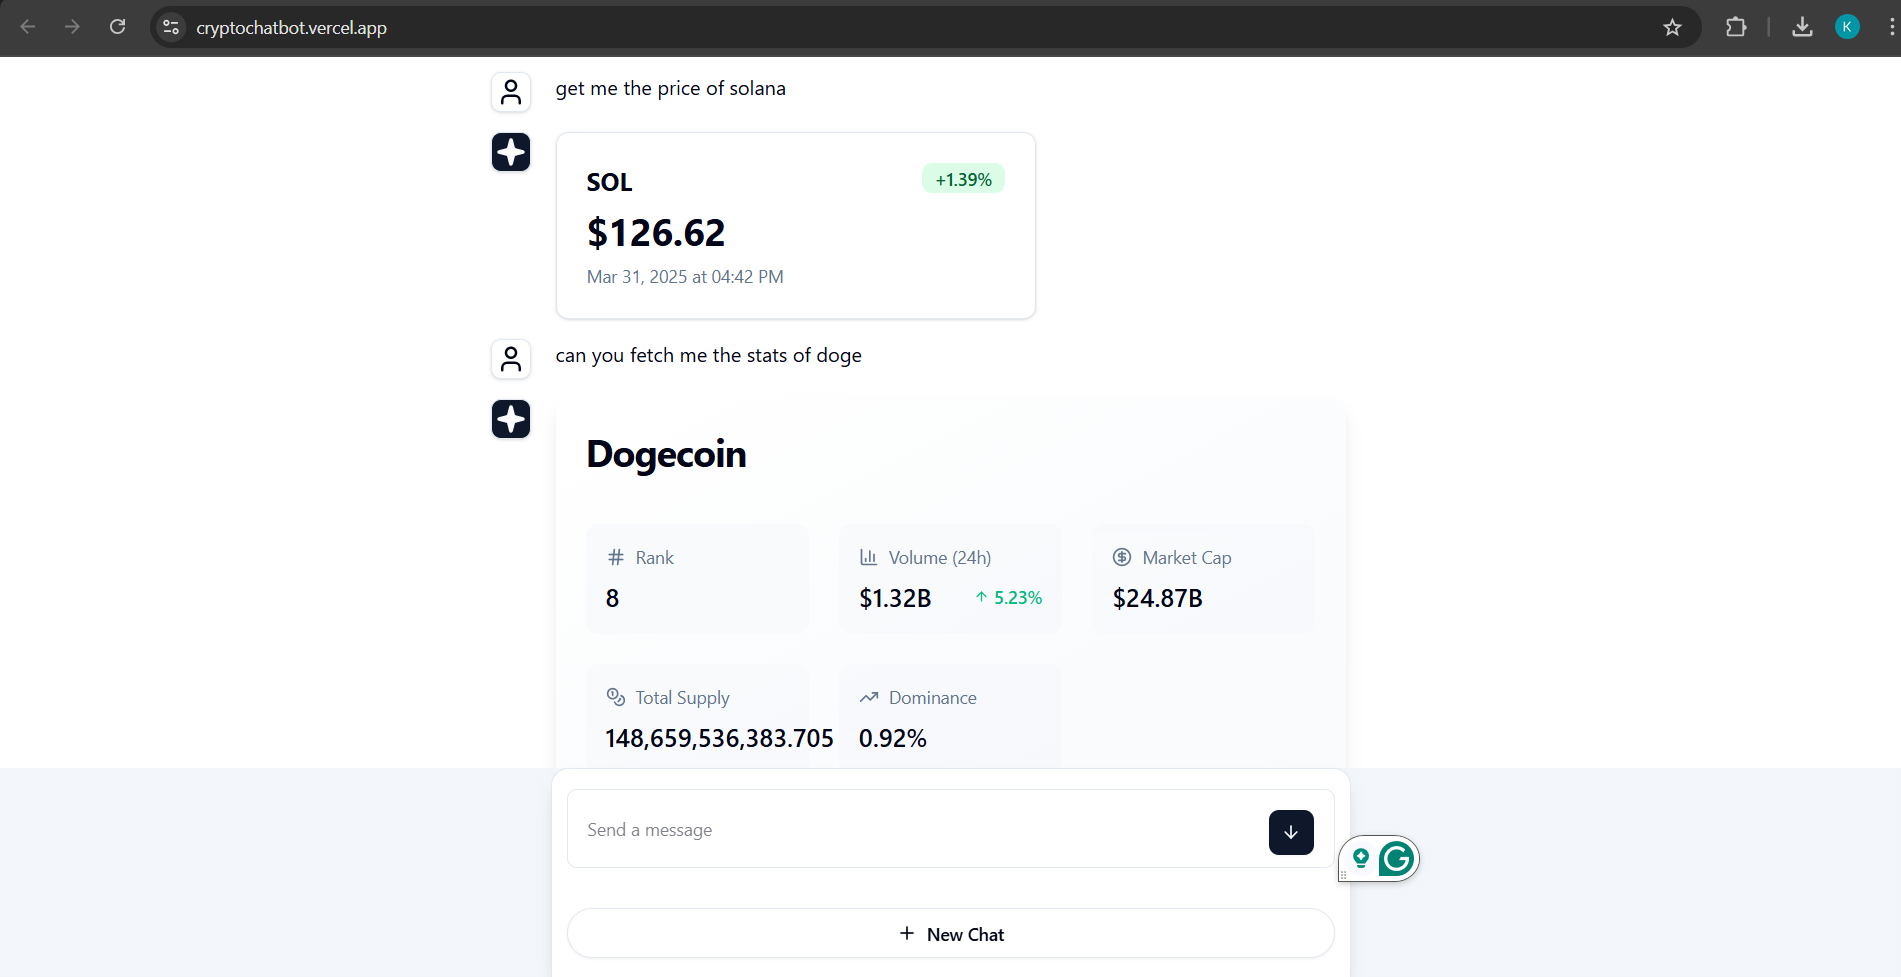 cryptochatbot.vercel.app
K
get me the price of solana
SOL
+1.39%
$126.62
Mar 31, 2025 at 04:42 PM
can you fetch me the stats of doge
Dogecoin
Rank
8
Volume (24h)
$1.32B
↑ 5.23%
Market Cap
$24.87B
Total Supply
148,659,536,383.705
Dominance
0.92%
Send a message
G
+ New Chat